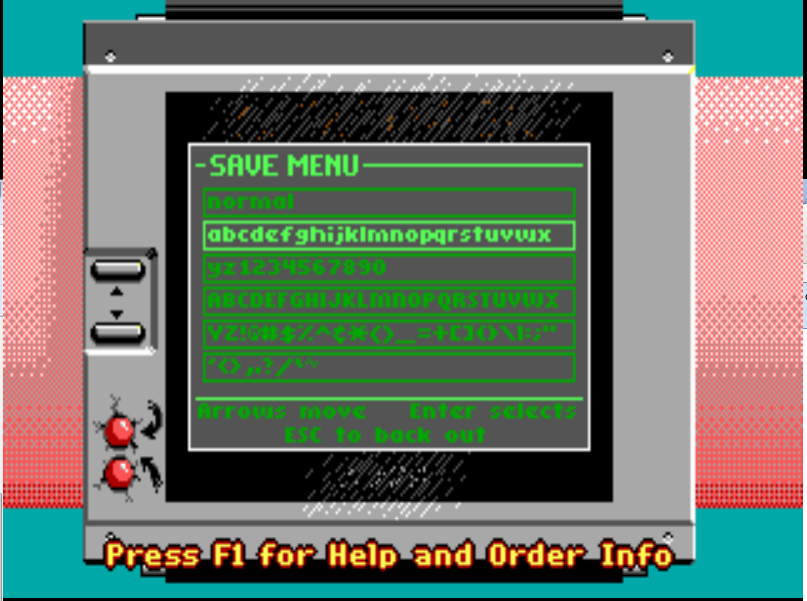 -SAVE MENU
normal
abcdefghijklmnopqrstuvwx
yz1234567890
ABCDEFGHIJKLMNOPQRSTUVWX
YZ!@#$%^&*()_=+[]{}\|:;"
'<>,.?/`~
Arrows move Enter selects
ESC to back out
Press F1 for Help and Order Info